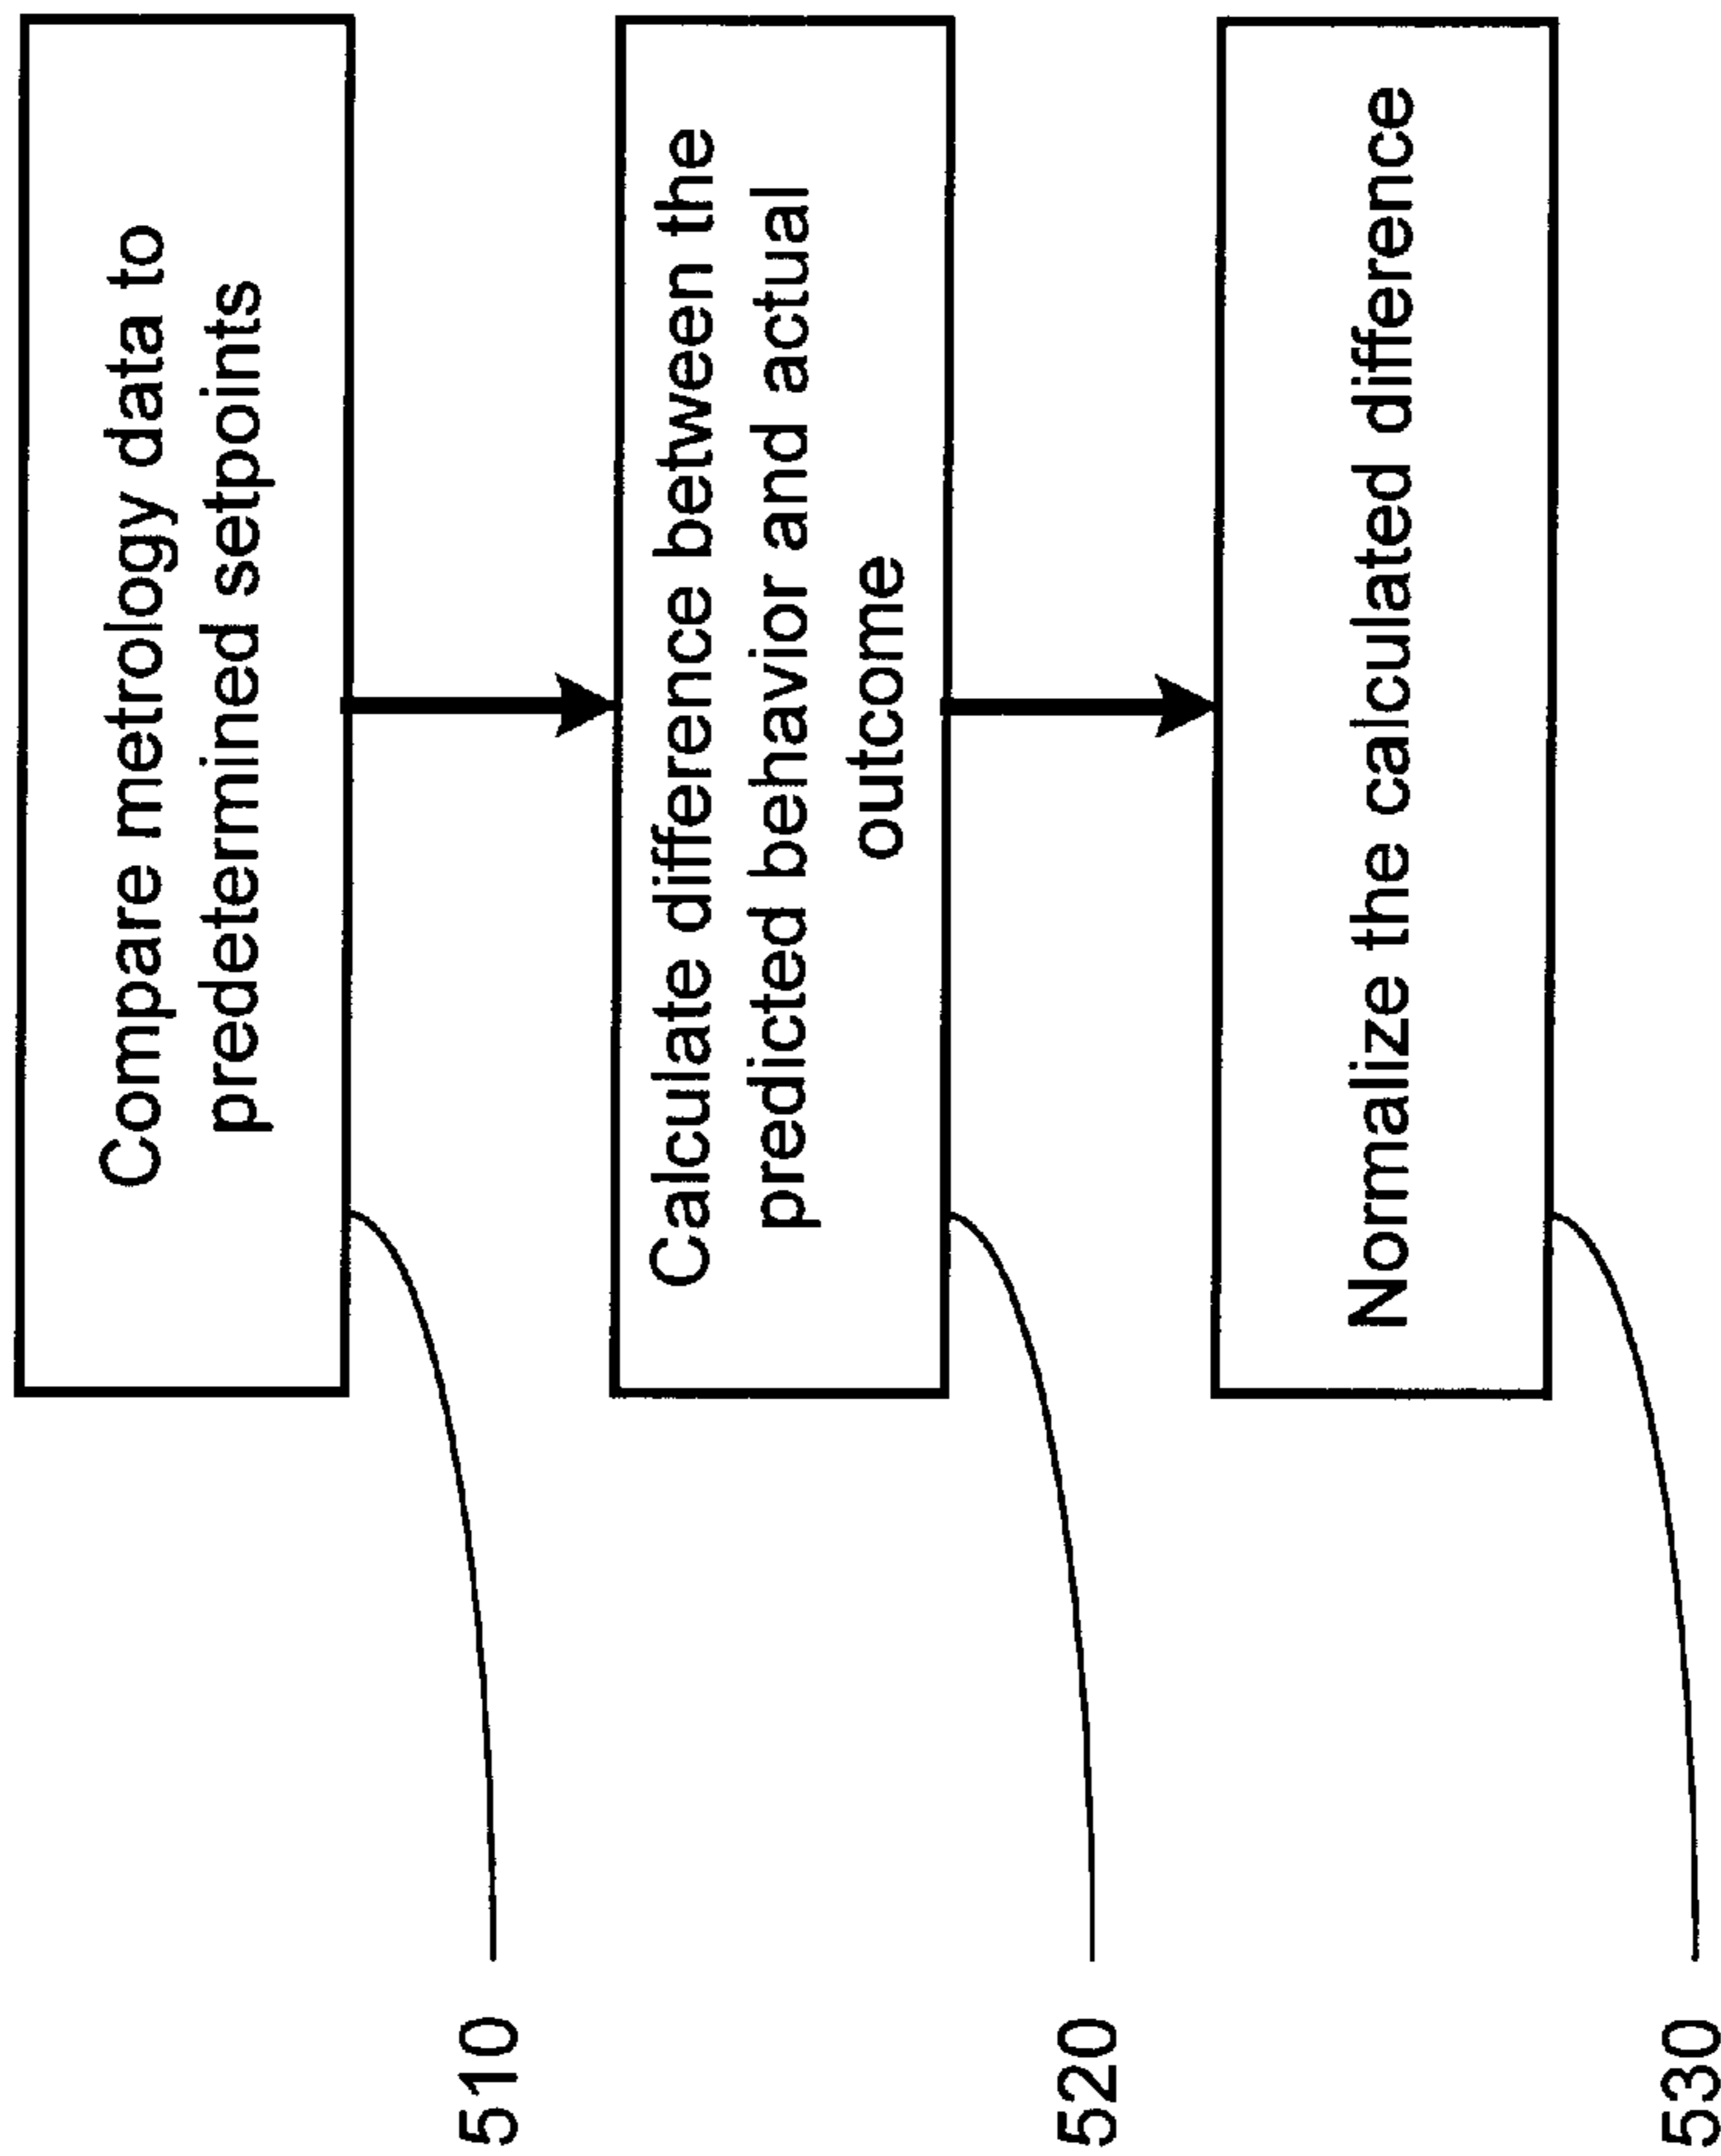 Compare metrology data to
predetermined setpoints
510
Calculate difference between the
predicted behavior and actual
outcome
520
Normalize the calculated difference
530